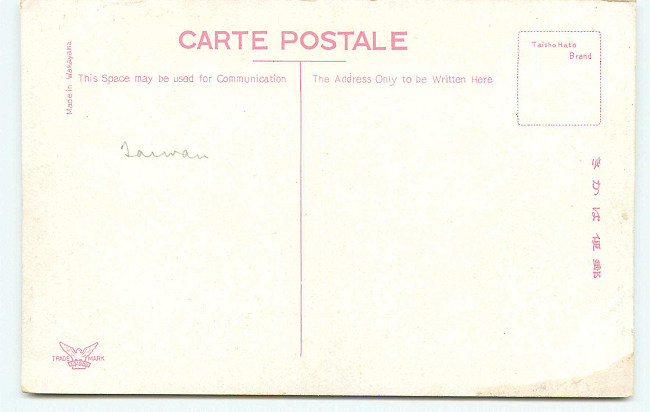 CARTE POSTALE
Made in Wakayama
This Space may be used for Communication
The Address Only to be Written Here
Taisho Hato
Brand
Taiwan
きかは便郵
TRADE MARK